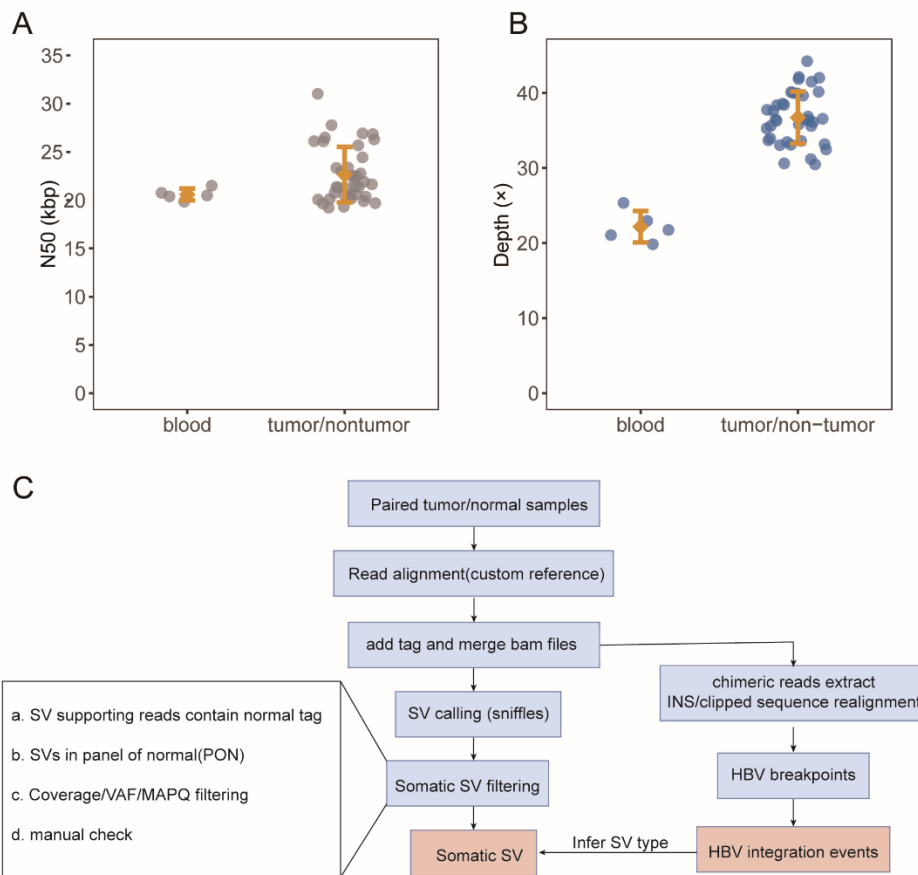 A
N50 (kbp)
35
30
25
20
15
10
5
0
blood
tumor/nontumor
B
Depth (×)
40
30
20
10
0
blood
tumor/non−tumor
C
Paired tumor/normal samples
Read alignment(custom reference)
add tag and merge bam files
chimeric reads extract
INS/clipped sequence realignment
SV calling (sniffles)
HBV breakpoints
Somatic SV filtering
a. SV supporting reads contain normal tag
b. SVs in panel of normal(PON)
c. Coverage/VAF/MAPQ filtering
d. manual check
Somatic SV
Infer SV type
HBV integration events